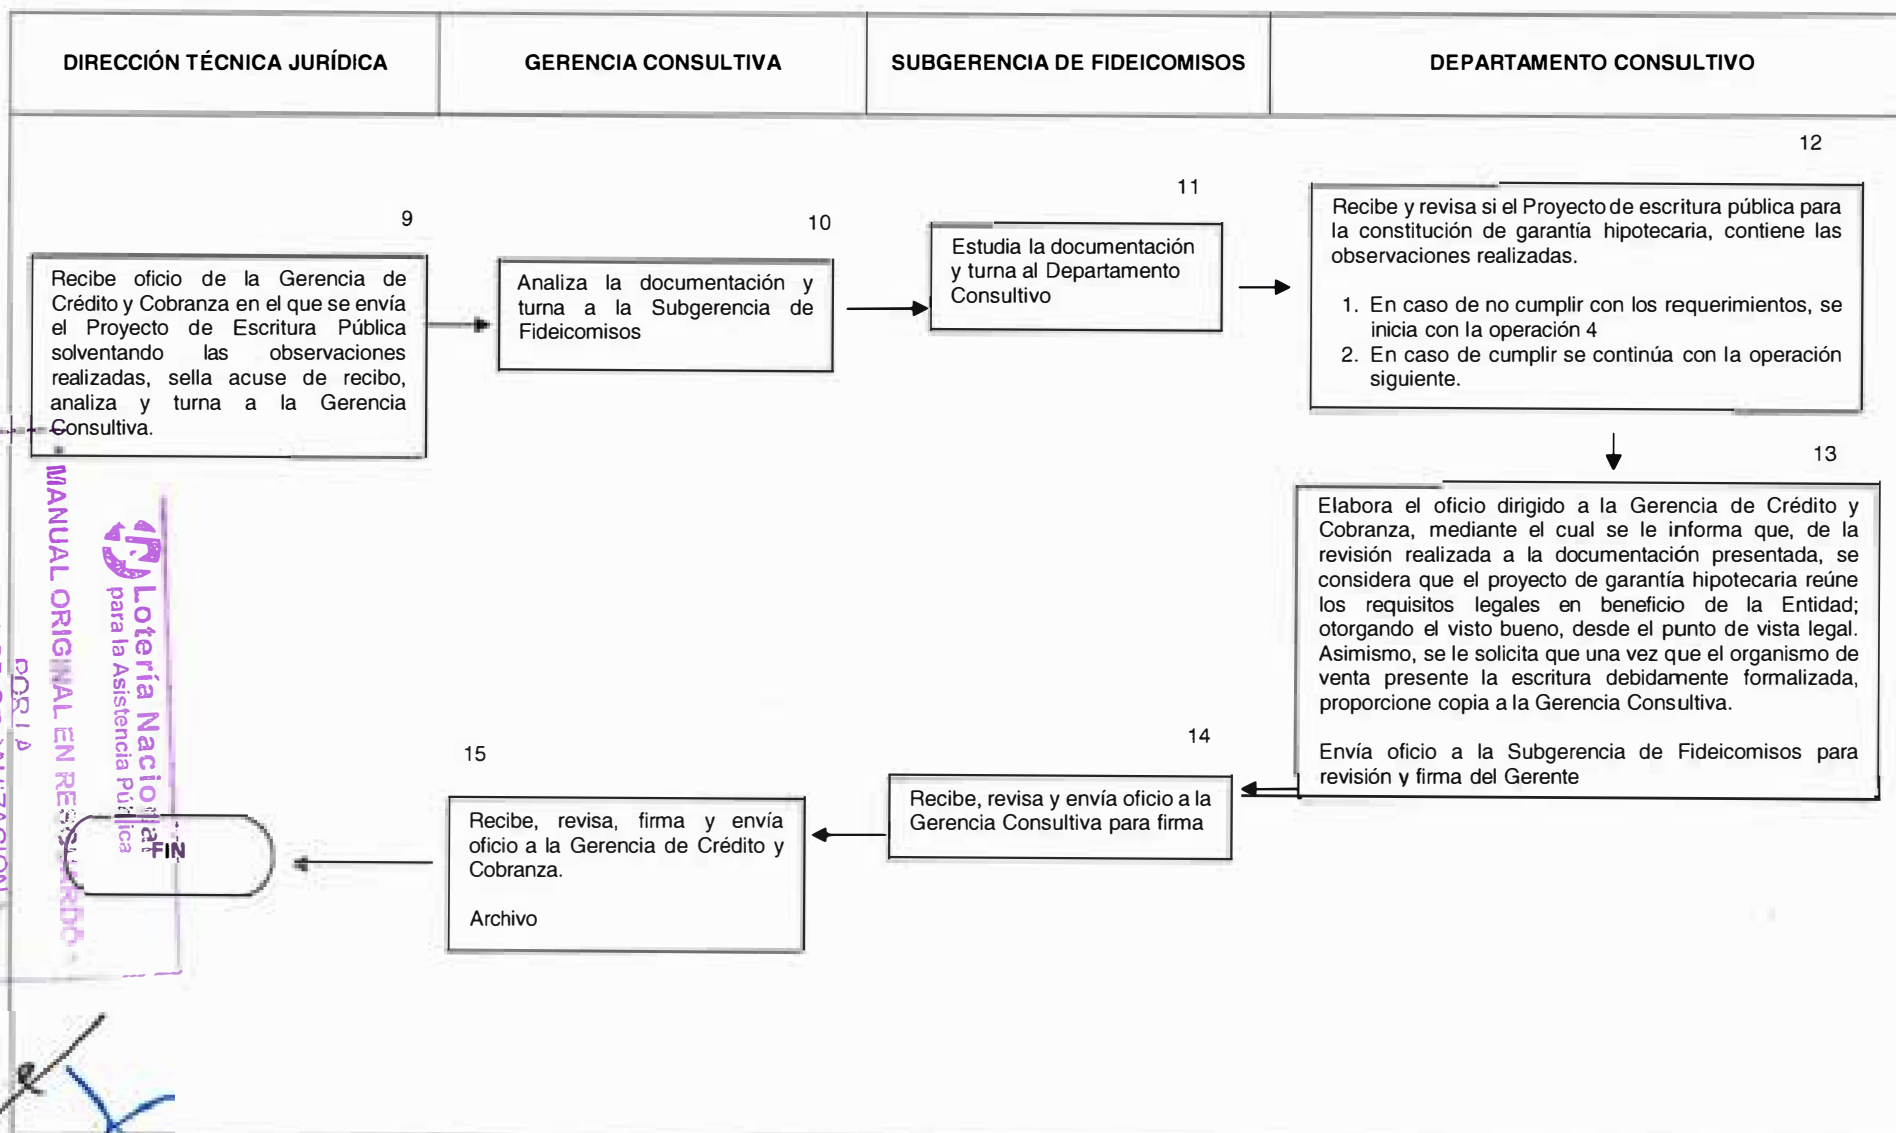 DIRECCIÓN TÉCNICA JURÍDICA
GERENCIA CONSULTIVA
SUBGERENCIA DE FIDEICOMISOS
DEPARTAMENTO CONSULTIVO
9
Recibe oficio de la Gerencia de
Crédito y Cobranza en el que se envía
el Proyecto de Escritura Pública
solventando las observaciones
realizadas, sella acuse de recibo,
analiza y turna a la Gerencia
Consultiva.
10
Analiza la documentación y
turna a la Subgerencia de
Fideicomisos
11
Estudia la documentación
y turna al Departamento
Consultivo
12
Recibe y revisa si el Proyecto de escritura pública para
la constitución de garantía hipotecaria, contiene las
observaciones realizadas.
1. En caso de no cumplir con los requerimientos, se
inicia con la operación 4
2. En caso de cumplir se continúa con la operación
siguiente.
13
Elabora el oficio dirigido a la Gerencia de Crédito y
Cobranza, mediante el cual se le informa que, de la
revisión realizada a la documentación presentada, se
considera que el proyecto de garantía hipotecaria reúne
los requisitos legales en beneficio de la Entidad;
otorgando el visto bueno, desde el punto de vista legal.
Asimismo, se le solicita que una vez que el organismo de
venta presente la escritura debidamente formalizada,
proporcione copia a la Gerencia Consultiva.
Envía oficio a la Subgerencia de Fideicomisos para
revisión y firma del Gerente
14
Recibe, revisa y envía oficio a la
Gerencia Consultiva para firma
15
Recibe, revisa, firma y envía
oficio a la Gerencia de Crédito y
Cobranza.
Archivo
FIN
Lotería Nacional
para la Asistencia Pública
MANUAL ORIGINAL EN RESGUARDO
POR LA